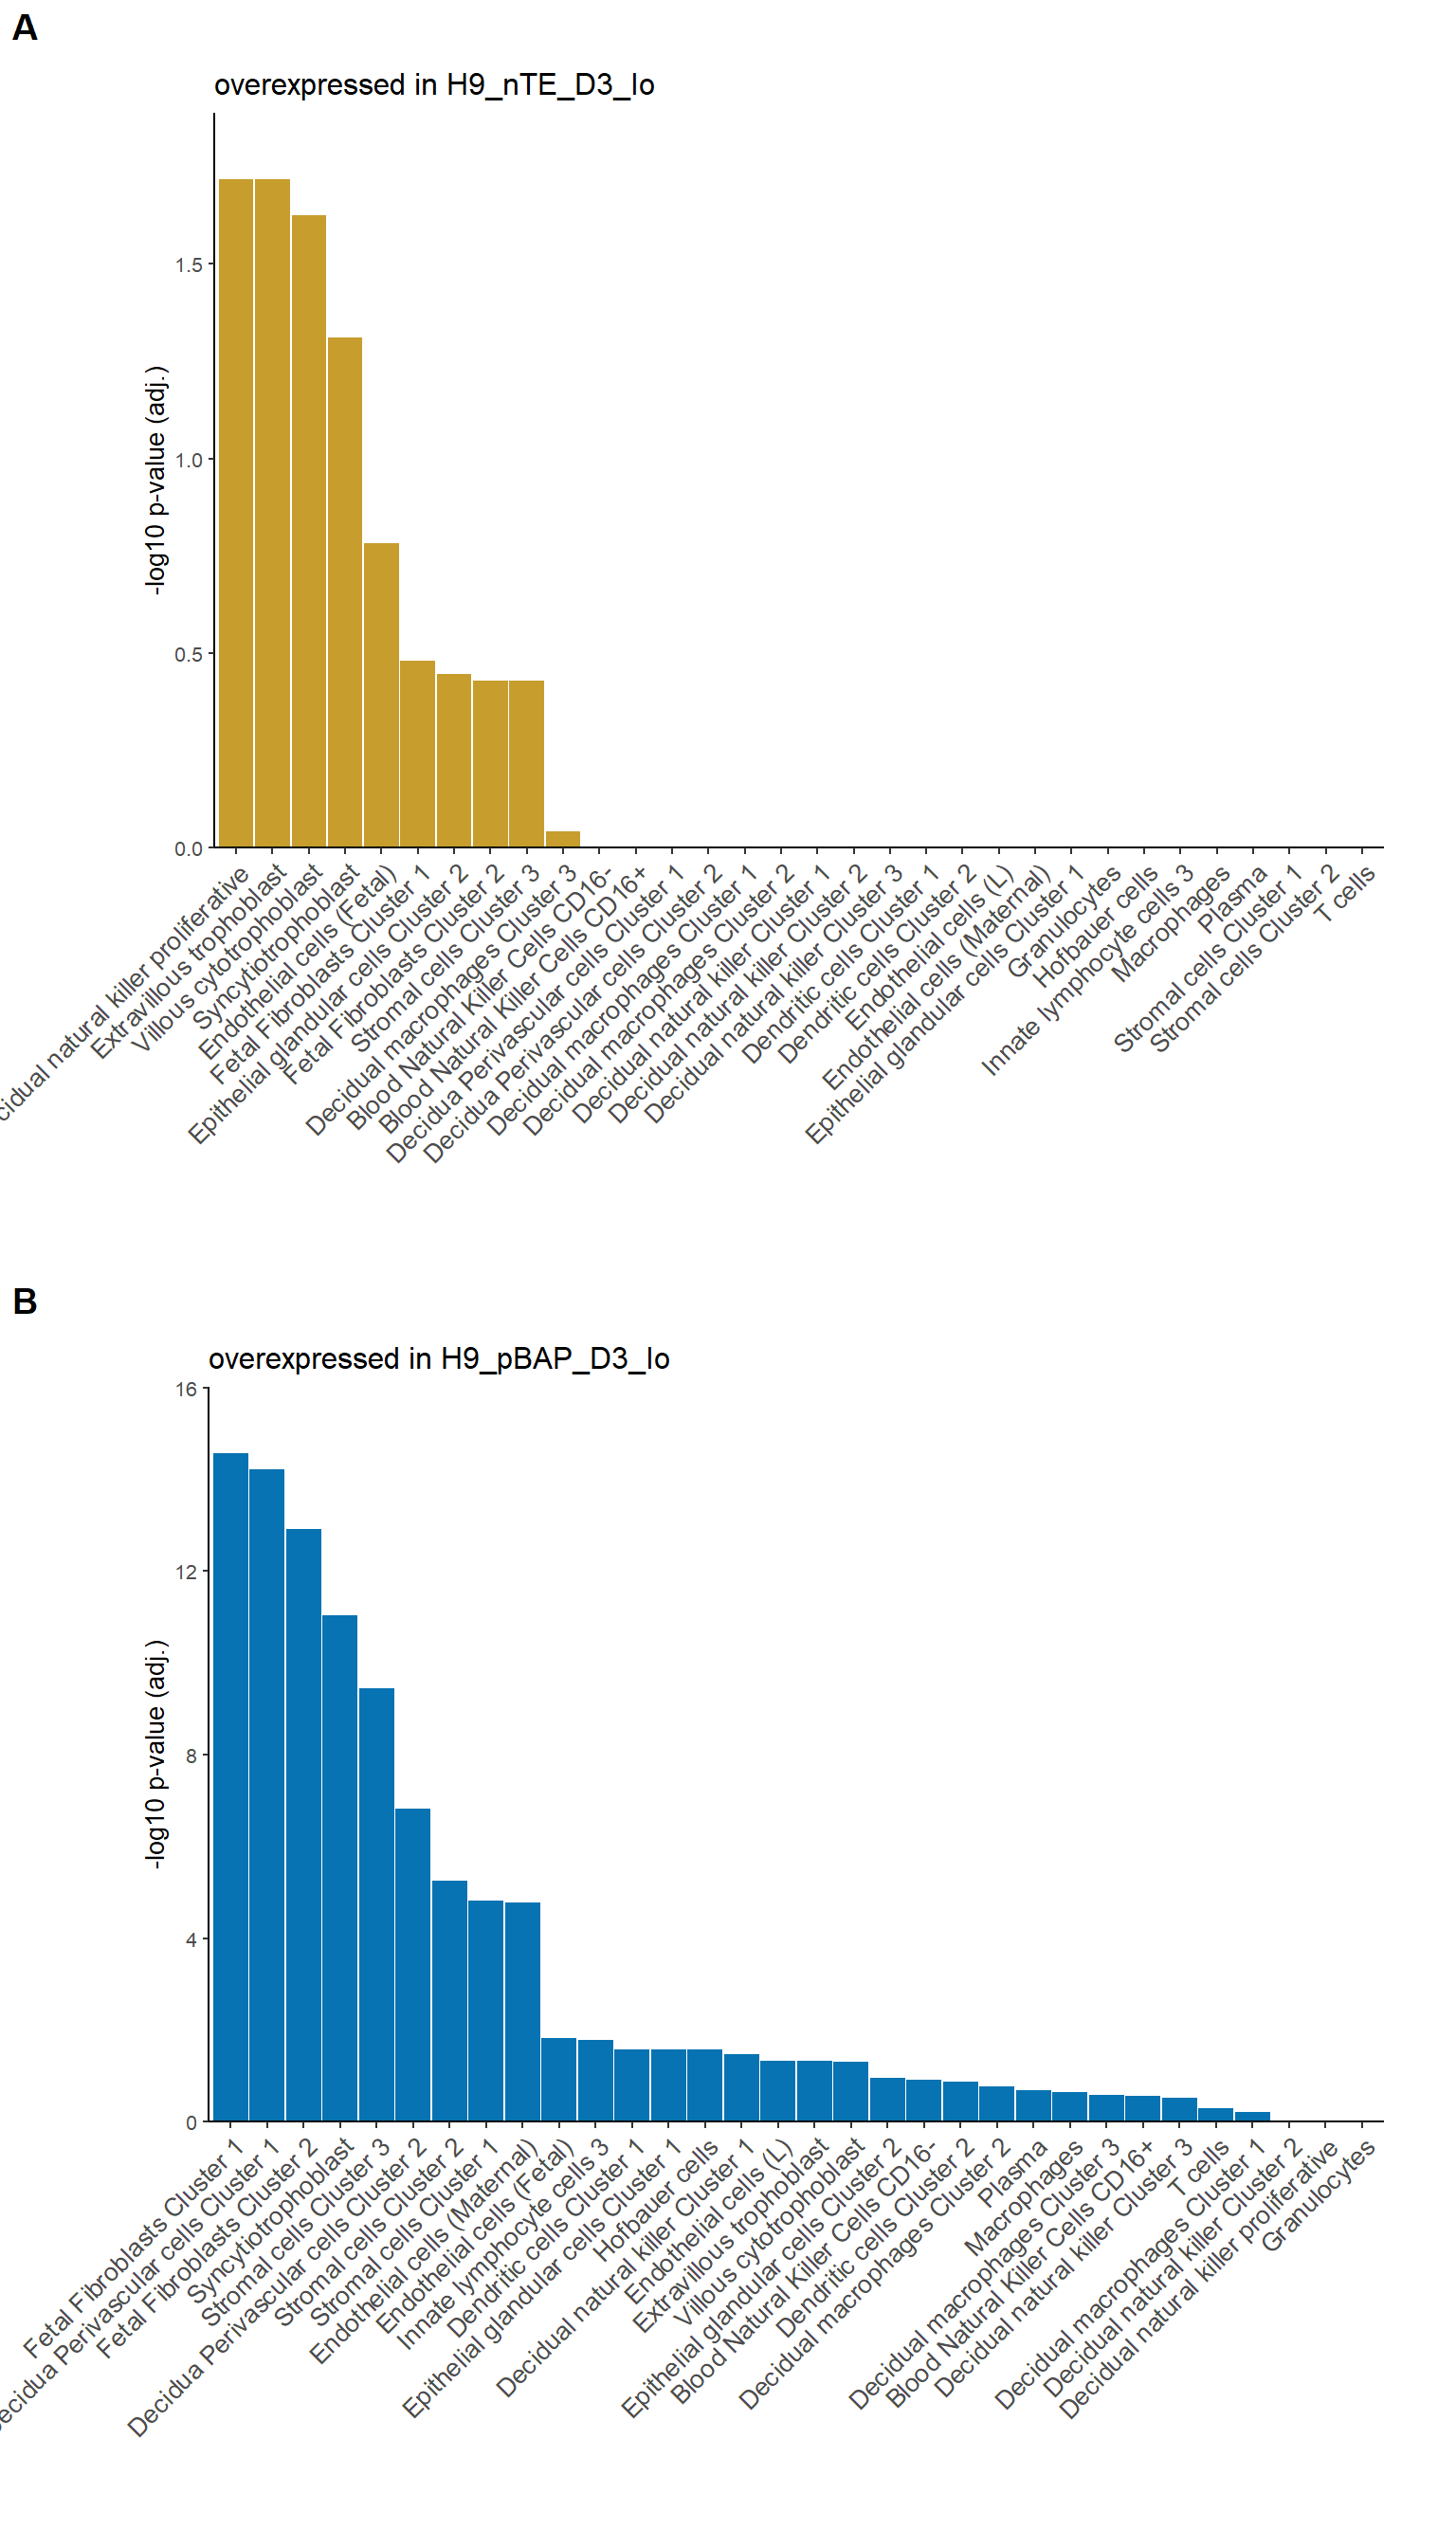 A
overexpressed in H9_nTE_D3_Io
-log10 p-value (adj.)
1.5
1.0
0.5
0.0
natural killer proliferative
Extravillous trophoblast
Villous cytotrophoblast
Syncytiotrophoblast
Endothelial cells (Fetal)
Fetal Fibroblasts Cluster 1
Epithelial glandular cells Cluster 2
Fetal Fibroblasts Cluster 2
Stromal cells Cluster 3
Decidual macrophages Cluster 3
Blood Natural Killer Cells CD16-
Blood Natural Killer Cells CD16+
Decidua Perivascular cells Cluster 1
Decidua Perivascular cells Cluster 2
Decidual macrophages Cluster 1
Decidual macrophages Cluster 2
Decidual natural killer Cluster 1
Decidual natural killer Cluster 2
Decidual natural killer Cluster 3
Dendritic cells Cluster 1
Dendritic cells Cluster 2
Endothelial cells (L)
Endothelial cells (Maternal)
Epithelial glandular cells Cluster 1
Granulocytes
Hofbauer cells
Innate lymphocyte cells 3
Macrophages
Plasma
Stromal cells Cluster 1
Stromal cells Cluster 2
T cells
B
overexpressed in H9_pBAP_D3_Io
-log10 p-value (adj.)
16
12
8
4
0
Fetal Fibroblasts Cluster 1
Perivascular cells Cluster 1
Fetal Fibroblasts Cluster 2
Syncytiotrophoblast
Stromal cells Cluster 3
Decidua Perivascular cells Cluster 2
Stromal cells Cluster 2
Stromal cells Cluster 1
Endothelial cells (Maternal)
Endothelial cells (Fetal)
Innate lymphocyte cells 3
Dendritic cells Cluster 1
Epithelial glandular cells Cluster 1
Hofbauer cells
Decidual natural killer Cluster 1
Endothelial cells (L)
Extravillous trophoblast
Villous cytotrophoblast
Epithelial glandular cells Cluster 2
Blood Natural Killer Cells CD16-
Dendritic cells Cluster 2
Decidual macrophages Cluster 2
Plasma
Macrophages
Decidual macrophages Cluster 3
Blood Natural Killer Cells CD16+
Decidual natural killer Cluster 3
T cells
Decidual macrophages Cluster 1
Decidual natural killer Cluster 2
Decidual natural killer proliferative
Granulocytes